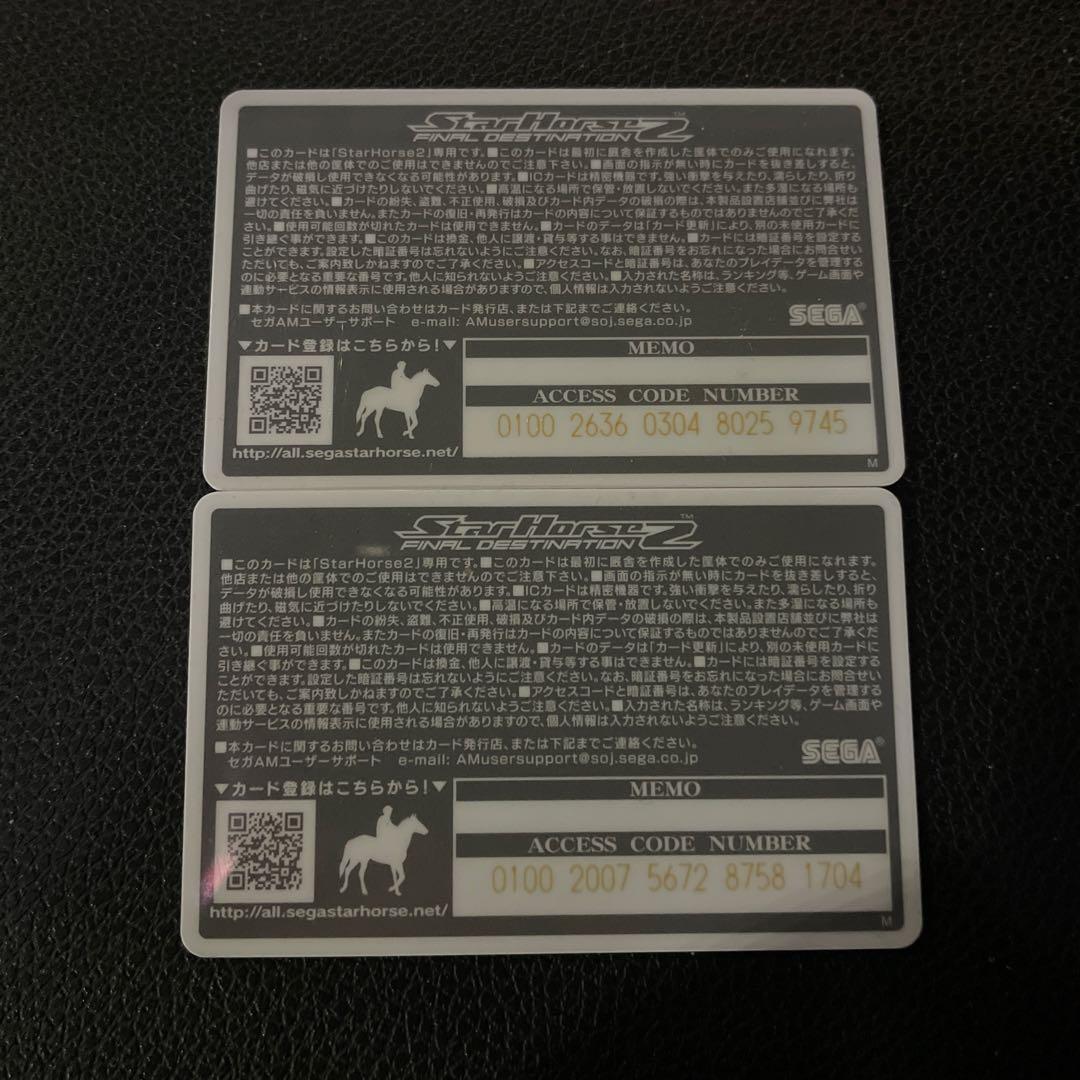 StarHorse2™
FINAL DESTINATION
■このカードは「StarHorse2」専用です。■このカードは最初に厩舎を作成した筐体でのみご使用になれます。
他店または他の筐体でのご使用はできませんのでご注意下さい。■画面の指示が無い時にカードを抜き差しすると、
データが破損し使用できなくなる可能性があります。■ICカードは精密機器です。強い衝撃を与えたり、濡らしたり、折り
曲げたり、磁気に近づけたりしないでください。■高温になる場所で保管・放置しないでください。また多湿になる場所も
避けてください。■カードの紛失、盗難、不正使用、破損及びカード内データの破損の際は、本製品設置店舗並びに弊社は
一切の責任を負いません。またカードの復旧・再発行はカードの内容について保証するものではありませんのでご了承くださ
い。■使用可能回数が切れたカードは使用できません。■カードのデータは「カード更新」により、別の未使用カードに
引き継ぐ事ができます。■このカードは換金、他人に譲渡・貸与等する事はできません。■カードには暗証番号を設定する
ことができます。設定した暗証番号は忘れないようにご注意ください。なお、暗証番号をお忘れになった場合にお問合せい
ただいても、ご案内致しかねますのでご了承ください。■アクセスコードと暗証番号は、あなたのプレイデータを管理する
のに必要となる重要な番号です。他人に知られないようご注意ください。■入力された名称は、ランキング等、ゲーム画面や
連動サービスの情報表示に使用される場合がありますので、個人情報は入力されないようご注意ください。
■本カードに関するお問い合わせはカード発行店、または下記までご連絡ください。
セガAMユーザーサポート e-mail: AMusersupport@soj.sega.co.jp
SEGA®
▼カード登録はこちらから!▼
MEMO
ACCESS CODE NUMBER
0100 2636 0304 8025 9745
http://all.segastarhorse.net/
M
StarHorse2™
FINAL DESTINATION
■このカードは「StarHorse2」専用です。■このカードは最初に厩舎を作成した筐体でのみご使用になれます。
他店または他の筐体でのご使用はできませんのでご注意下さい。■画面の指示が無い時にカードを抜き差しすると、
データが破損し使用できなくなる可能性があります。■ICカードは精密機器です。強い衝撃を与えたり、濡らしたり、折り
曲げたり、磁気に近づけたりしないでください。■高温になる場所で保管・放置しないでください。また多湿になる場所も
避けてください。■カードの紛失、盗難、不正使用、破損及びカード内データの破損の際は、本製品設置店舗並びに弊社は
一切の責任を負いません。またカードの復旧・再発行はカードの内容について保証するものではありませんのでご了承くださ
い。■使用可能回数が切れたカードは使用できません。■カードのデータは「カード更新」により、別の未使用カードに
引き継ぐ事ができます。■このカードは換金、他人に譲渡・貸与等する事はできません。■カードには暗証番号を設定する
ことができます。設定した暗証番号は忘れないようにご注意ください。なお、暗証番号をお忘れになった場合にお問合せい
ただいても、ご案内致しかねますのでご了承ください。■アクセスコードと暗証番号は、あなたのプレイデータを管理する
のに必要となる重要な番号です。他人に知られないようご注意ください。■入力された名称は、ランキング等、ゲーム画面や
連動サービスの情報表示に使用される場合がありますので、個人情報は入力されないようご注意ください。
■本カードに関するお問い合わせはカード発行店、または下記までご連絡ください。
セガAMユーザーサポート e-mail: AMusersupport@soj.sega.co.jp
SEGA®
▼カード登録はこちらから!▼
MEMO
ACCESS CODE NUMBER
0100 2007 5672 8758 1704
http://all.segastarhorse.net/
M